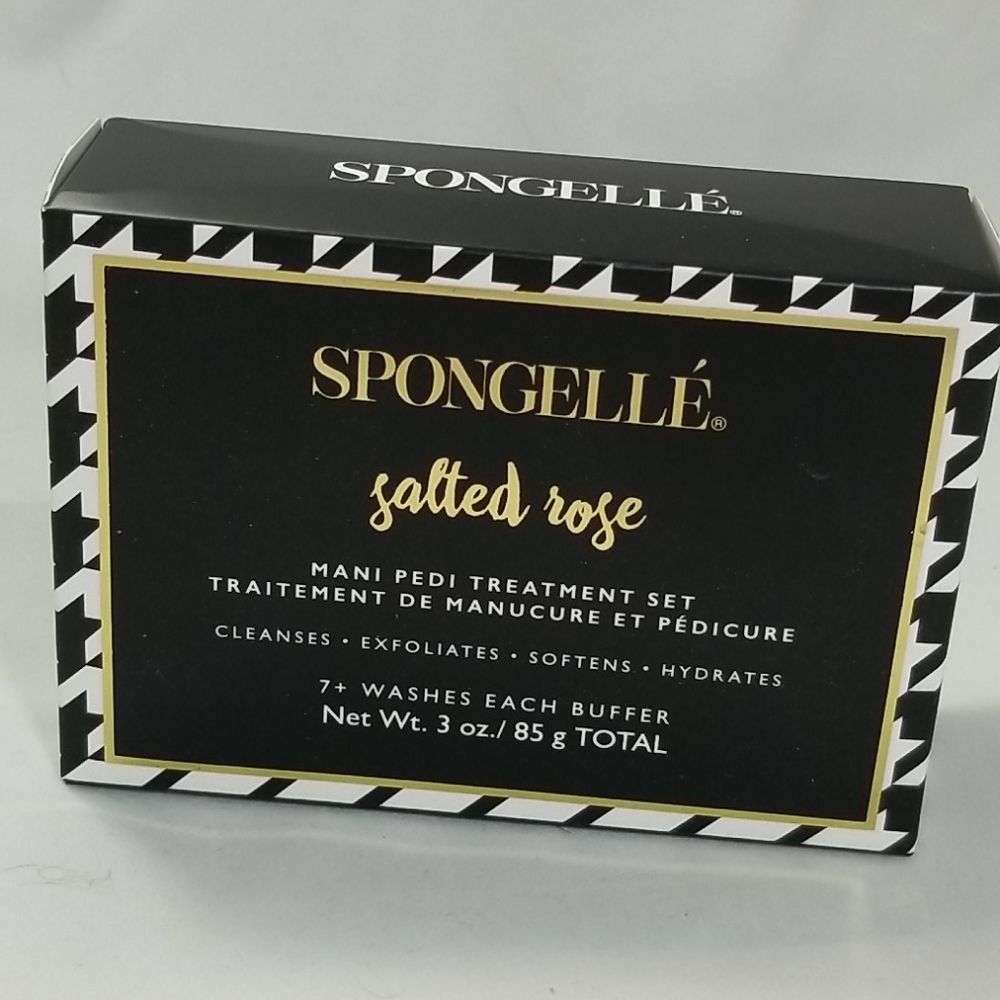 SPONGELLÉ®
SPONGELLÉ®
salted rose
MANI PEDI TREATMENT SET
TRAITEMENT DE MANUCURE ET PÉDICURE
CLEANSES • EXFOLIATES • SOFTENS • HYDRATES
7+ WASHES EACH BUFFER
Net Wt. 3 oz./ 85 g TOTAL